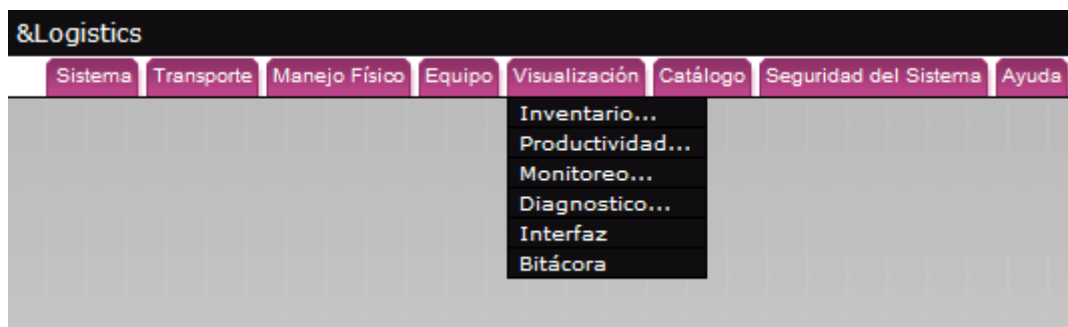 &Logistics
Sistema Transporte Manejo Físico Equipo Visualización Catálogo Seguridad del Sistema Ayuda
Inventario...
Productividad...
Monitoreo...
Diagnostico...
Interfaz
Bitácora